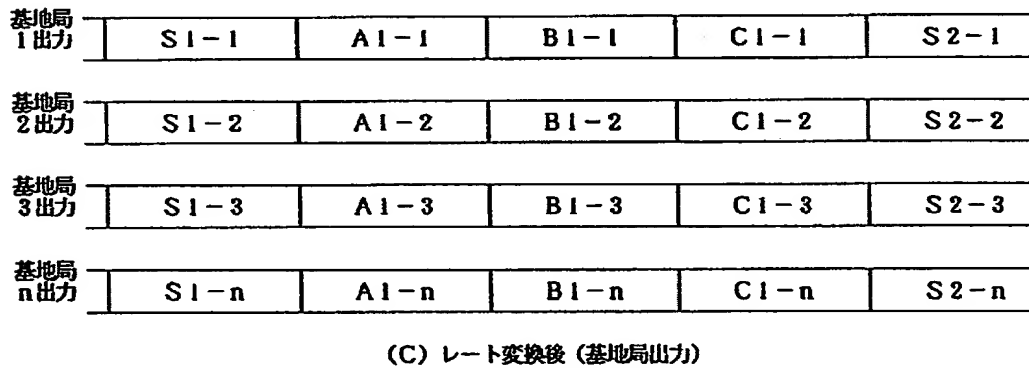 基地局
1出力 S1-1 A1-1 B1-1 C1-1 S2-1
基地局
2出力 S1-2 A1-2 B1-2 C1-2 S2-2
基地局
3出力 S1-3 A1-3 B1-3 C1-3 S2-3
基地局
n出力 S1-n A1-n B1-n C1-n S2-n
(C) レート変換後 (基地局出力)